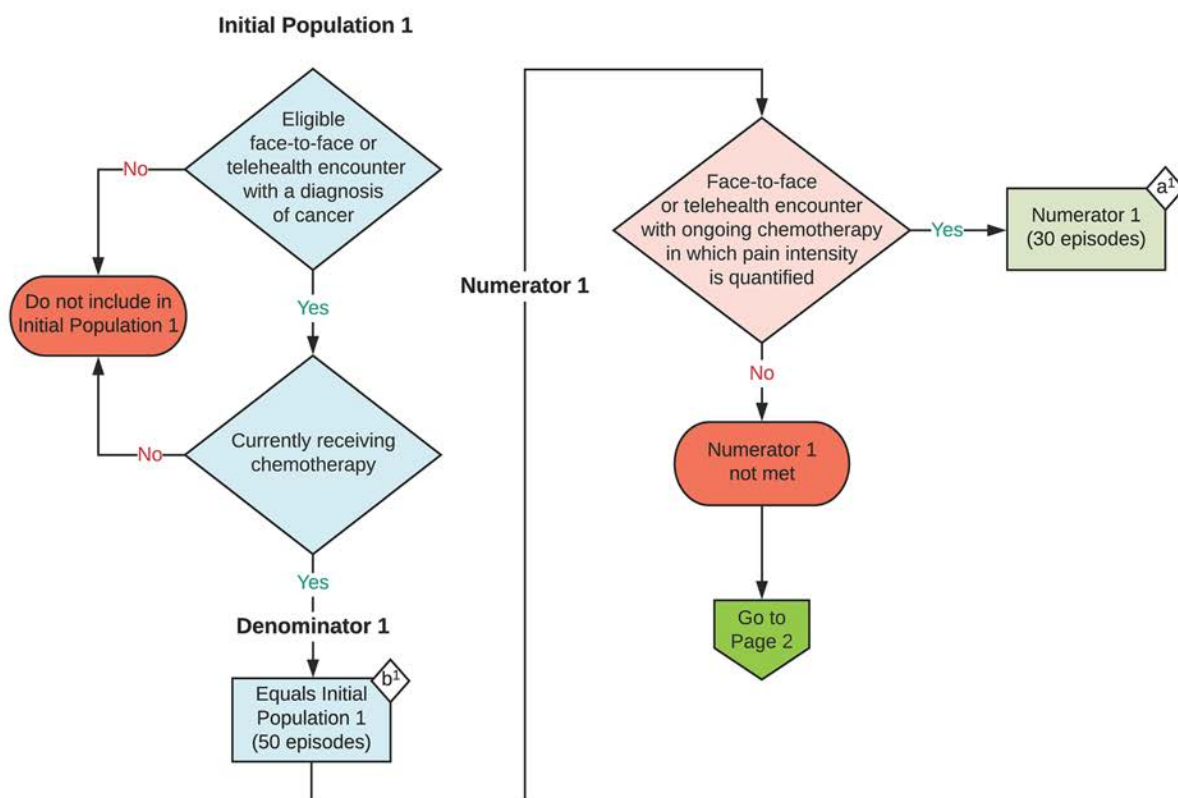 Initial Population 1
Eligible
face-to-face or
telehealth encounter
with a diagnosis
of cancer
No
Do not include in
Initial Population 1
Yes
Currently receiving
chemotherapy
No
Yes
Denominator 1
b¹
Equals Initial
Population 1
(50 episodes)
Numerator 1
Face-to-face
or telehealth encounter
with ongoing chemotherapy
in which pain intensity
is quantified
Yes
a¹
Numerator 1
(30 episodes)
No
Numerator 1
not met
Go to
Page 2